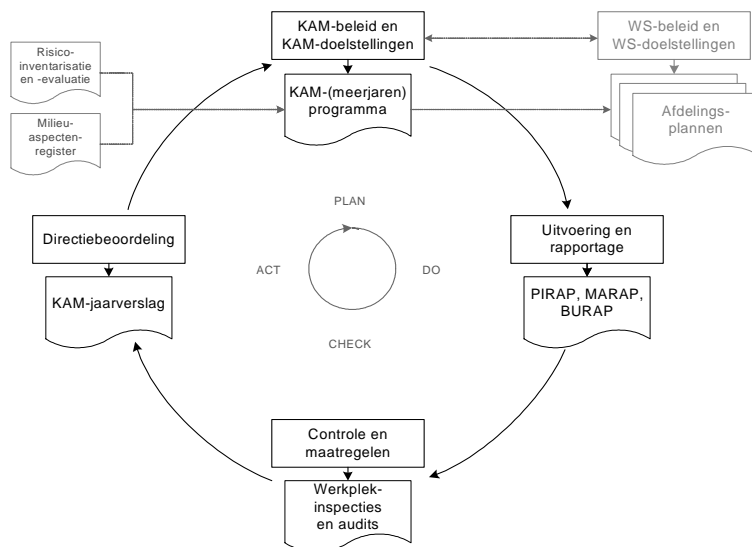 KAM-beleid en
KAM-doelstellingen
WS-beleid en
WS-doelstellingen
Risico-
inventarisatie
en -evaluatie
KAM-(meerjaren)
programma
Afdelings-
plannen
Milieu-
aspecten-
register
PLAN
Directiebeoordeling
Uitvoering en
rapportage
ACT
DO
KAM-jaarverslag
PIRAP, MARAP,
BURAP
CHECK
Controle en
maatregelen
Werkplek-
inspecties
en audits